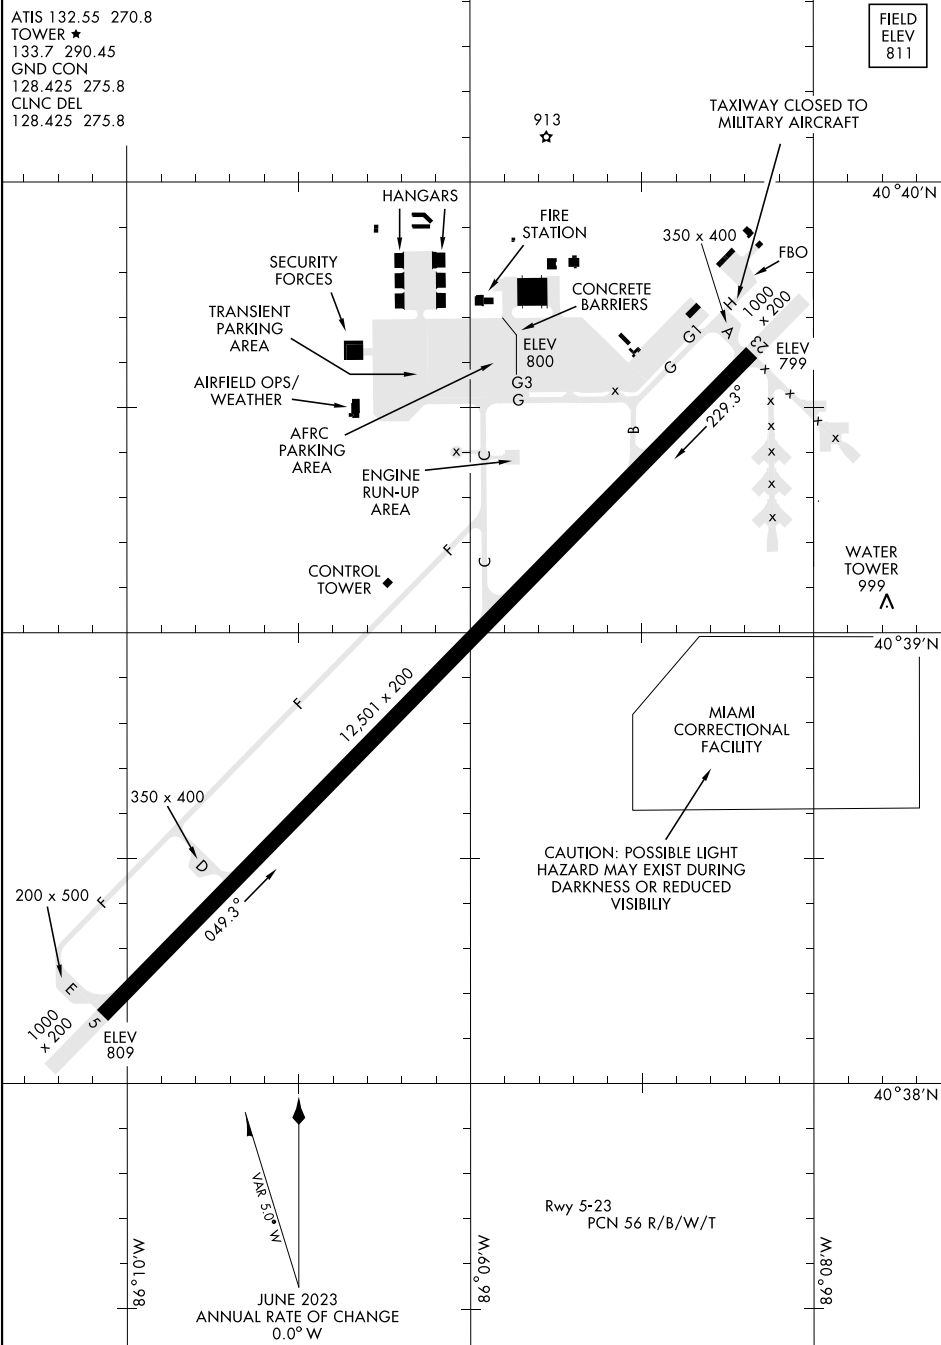 ATIS 132.55 270.8
TOWER ★
133.7 290.45
GND CON
128.425 275.8
CLNC DEL
128.425 275.8
FIELD
ELEV
811
913
TAXIWAY CLOSED TO
MILITARY AIRCRAFT
40°40'N
HANGARS
FIRE
STATION
350 x 400
FBO
SECURITY
FORCES
CONCRETE
BARRIERS
H
1000
x 200
TRANSIENT
PARKING
AREA
ELEV
800
G1
A
23
ELEV
799
AIRFIELD OPS/
WEATHER
G3
G
G
x
x
x
x
229.3°
AFRC
PARKING
AREA
B
x
x
x
x
C
x
ENGINE
RUN-UP
AREA
x
x
F
C
CONTROL
TOWER
WATER
TOWER
999
40°39'N
F
12,501 x 200
MIAMI
CORRECTIONAL
FACILITY
350 x 400
D
CAUTION: POSSIBLE LIGHT
HAZARD MAY EXIST DURING
DARKNESS OR REDUCED
VISIBILIY
200 x 500
F
049.3°
E
5
1000
x 200
ELEV
809
40°38'N
VAR 5.0° W
Rwy 5-23
PCN 56 R/B/W/T
86°10'W
86°09'W
86°08'W
JUNE 2023
ANNUAL RATE OF CHANGE
0.0° W